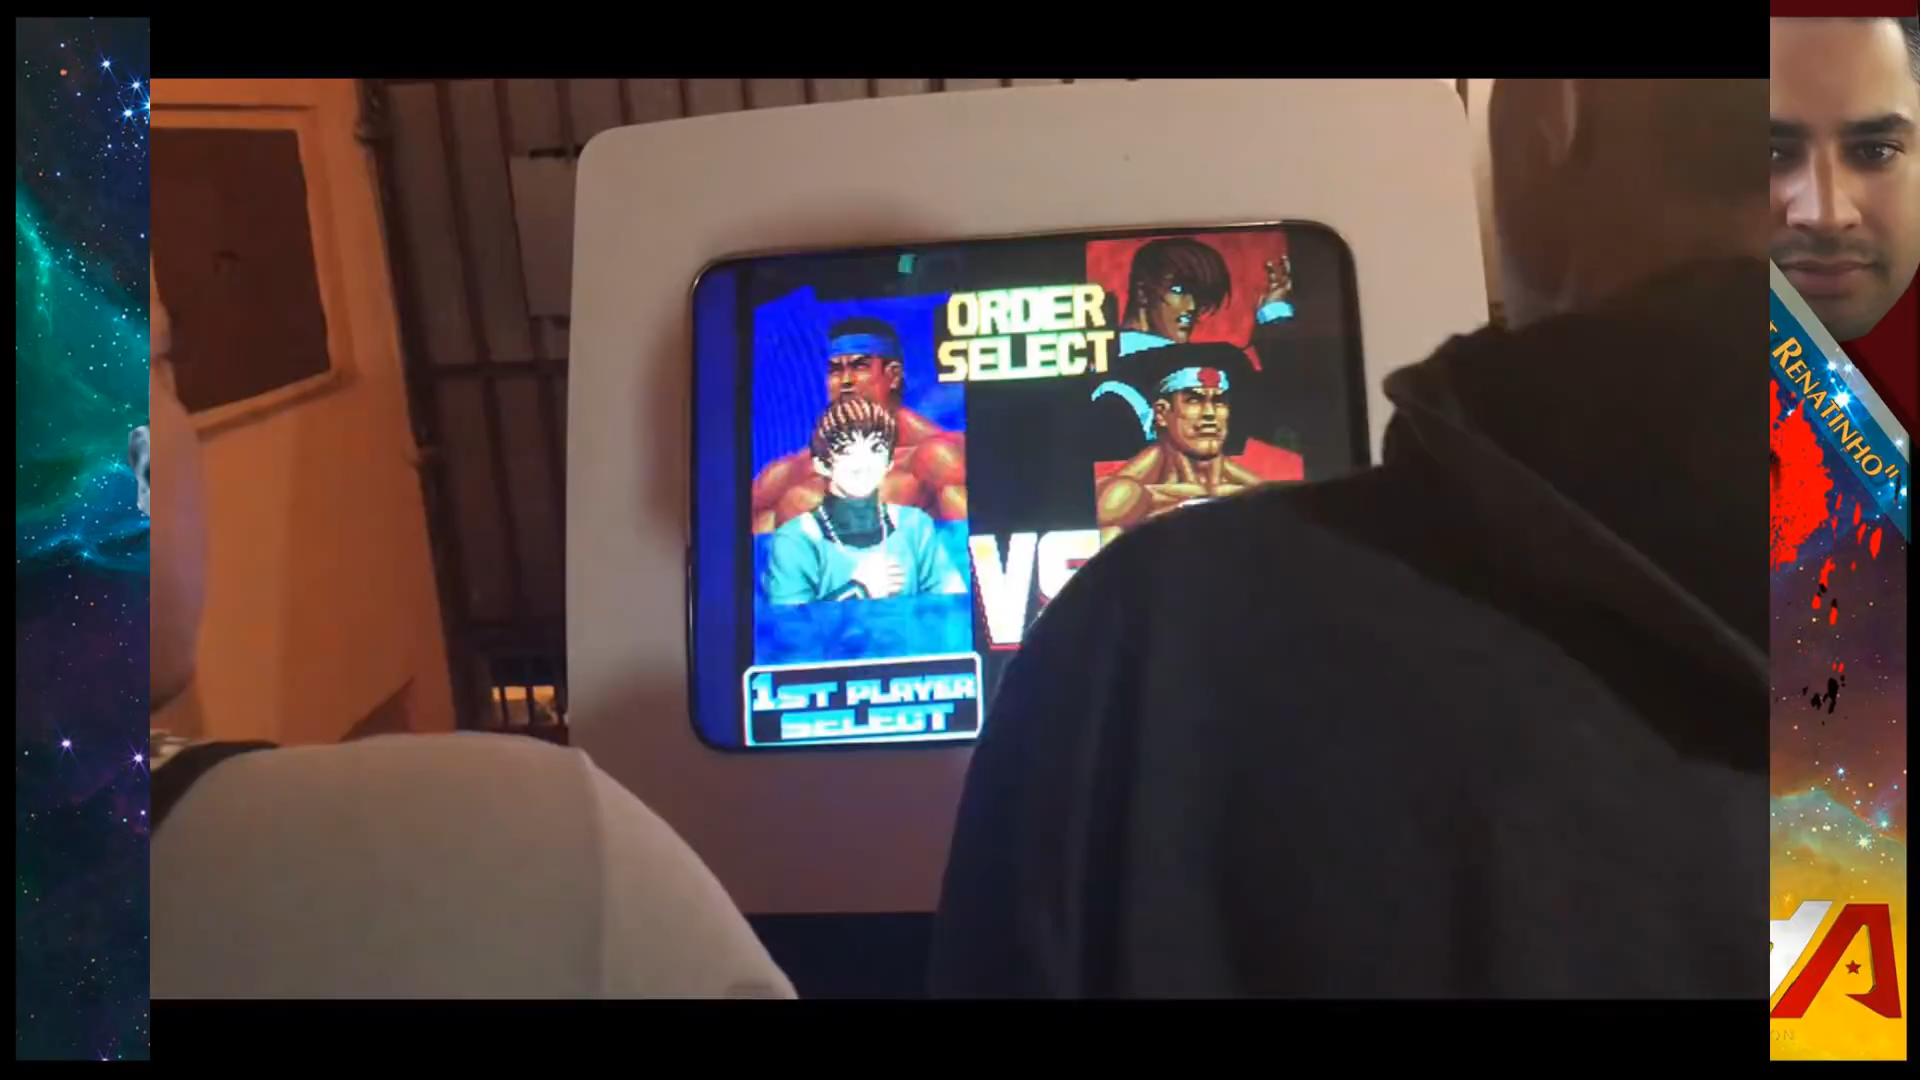 ORDER
SELECT
VS
1ST PLAYER
SELECT
RENATINHO"